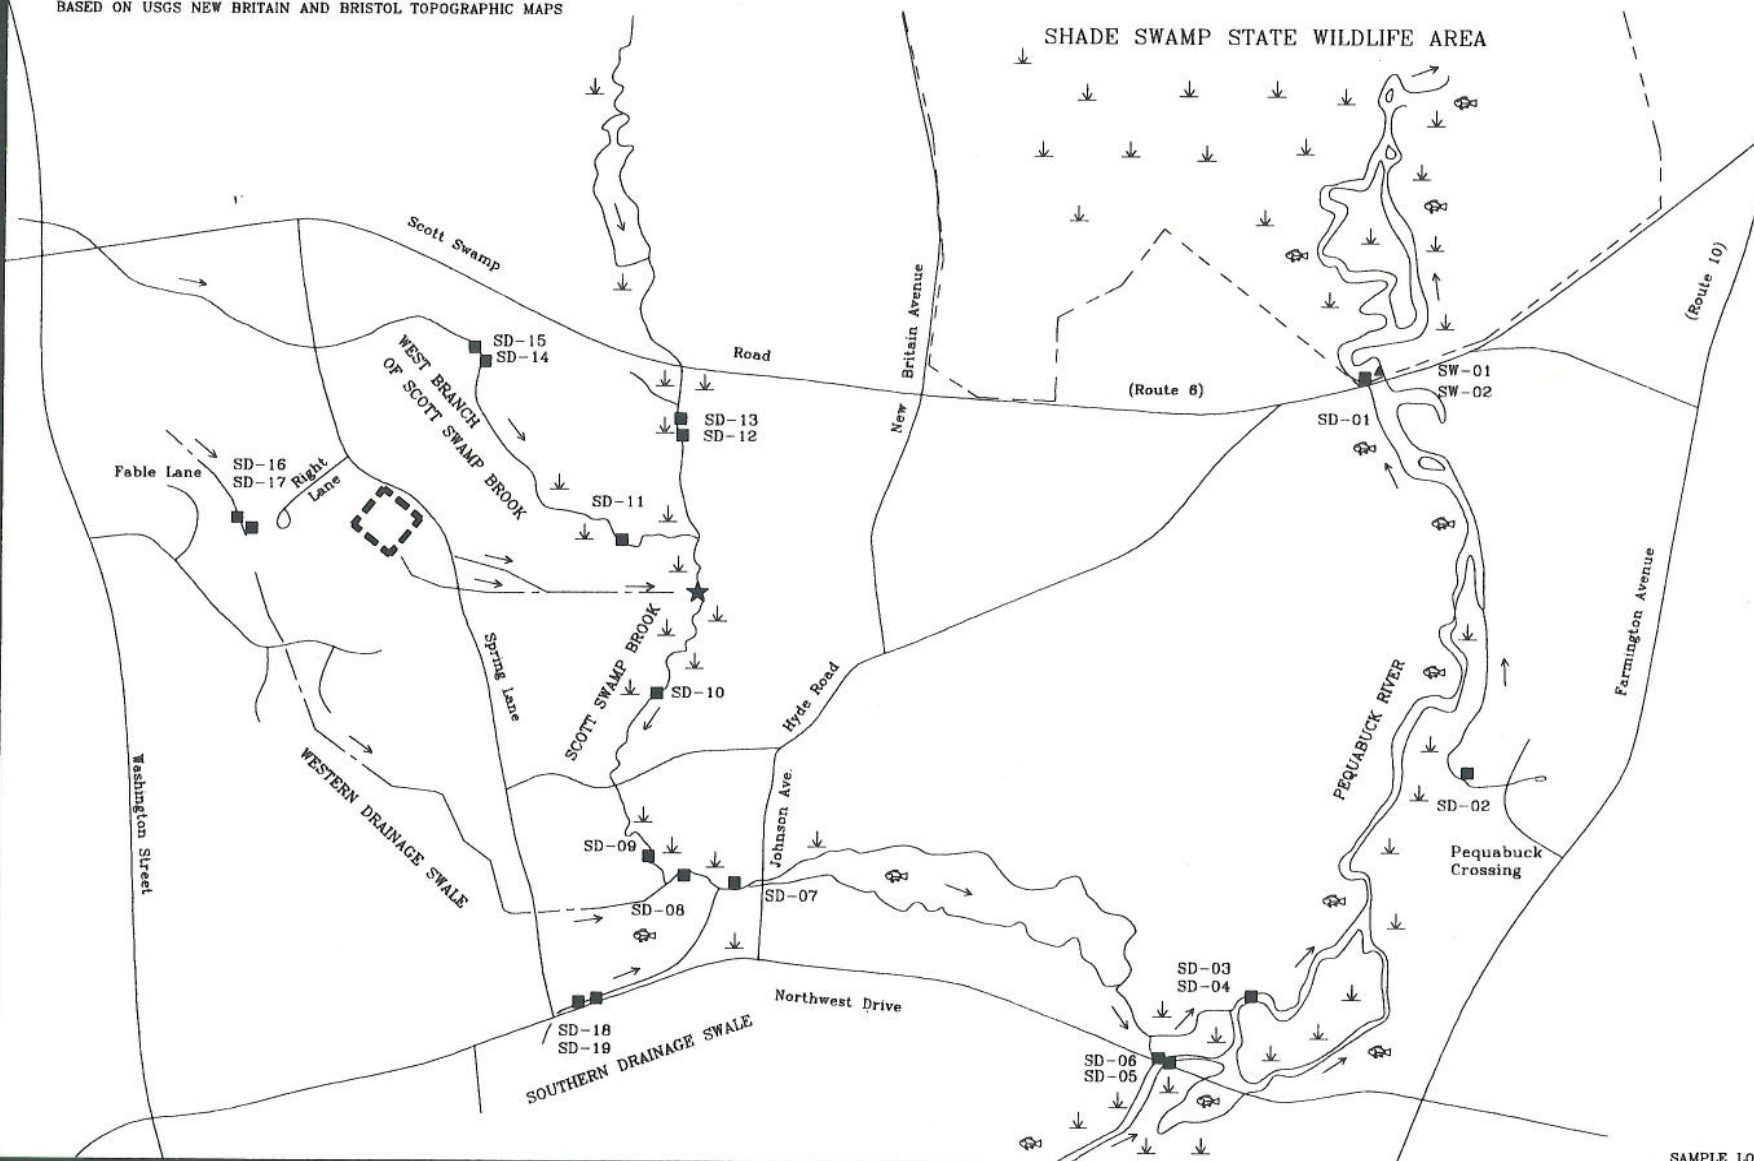 BASED ON USGS NEW BRITAIN AND BRISTOL TOPOGRAPHIC MAPS
SHADE SWAMP STATE WILDLIFE AREA
Scott Swamp
Road
New Britain Avenue
(Route 6)
(Route 10)
SW-01
SW-02
SD-01
SD-15
SD-14
WEST BRANCH
OF SCOTT SWAMP BROOK
SD-13
SD-12
SD-11
Fable Lane
SD-16
SD-17
Right
Lane
Spring Lane
SCOTT SWAMP BROOK
SD-10
Hyde Road
Farmington Avenue
PEQUABUCK RIVER
SD-02
Pequabuck
Crossing
Washington Street
WESTERN DRAINAGE SWALE
Johnson Ave.
SD-09
SD-08
SD-07
SD-03
SD-04
Northwest Drive
SD-18
SD-19
SOUTHERN DRAINAGE SWALE
SD-06
SD-05
SAMPLE LO